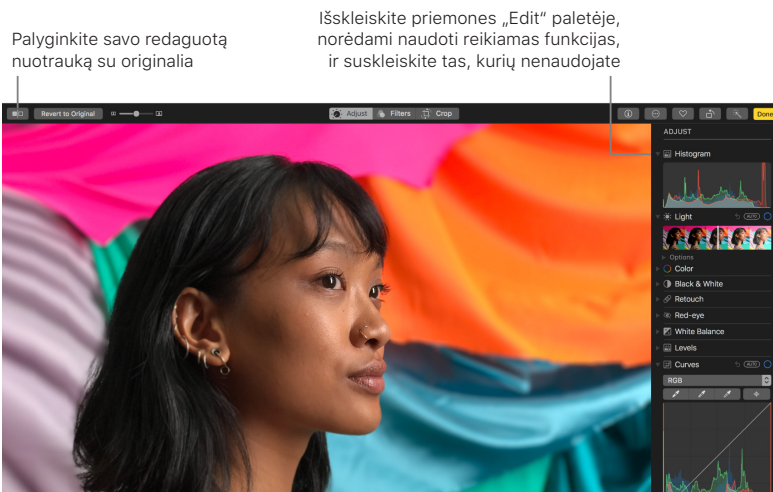 Palyginkite savo redaguotą
nuotrauką su originalia
Išskleiskite priemones „Edit“ paletėje,
norėdami naudoti reikiamas funkcijas,
ir suskleiskite tas, kurių nenaudojate
Revert to Original
Adjust
Filters
Crop
Done
ADJUST
Histogram
Light
AUTO
Options
Color
Black & White
Retouch
Red-eye
White Balance
Levels
Curves
AUTO
RGB